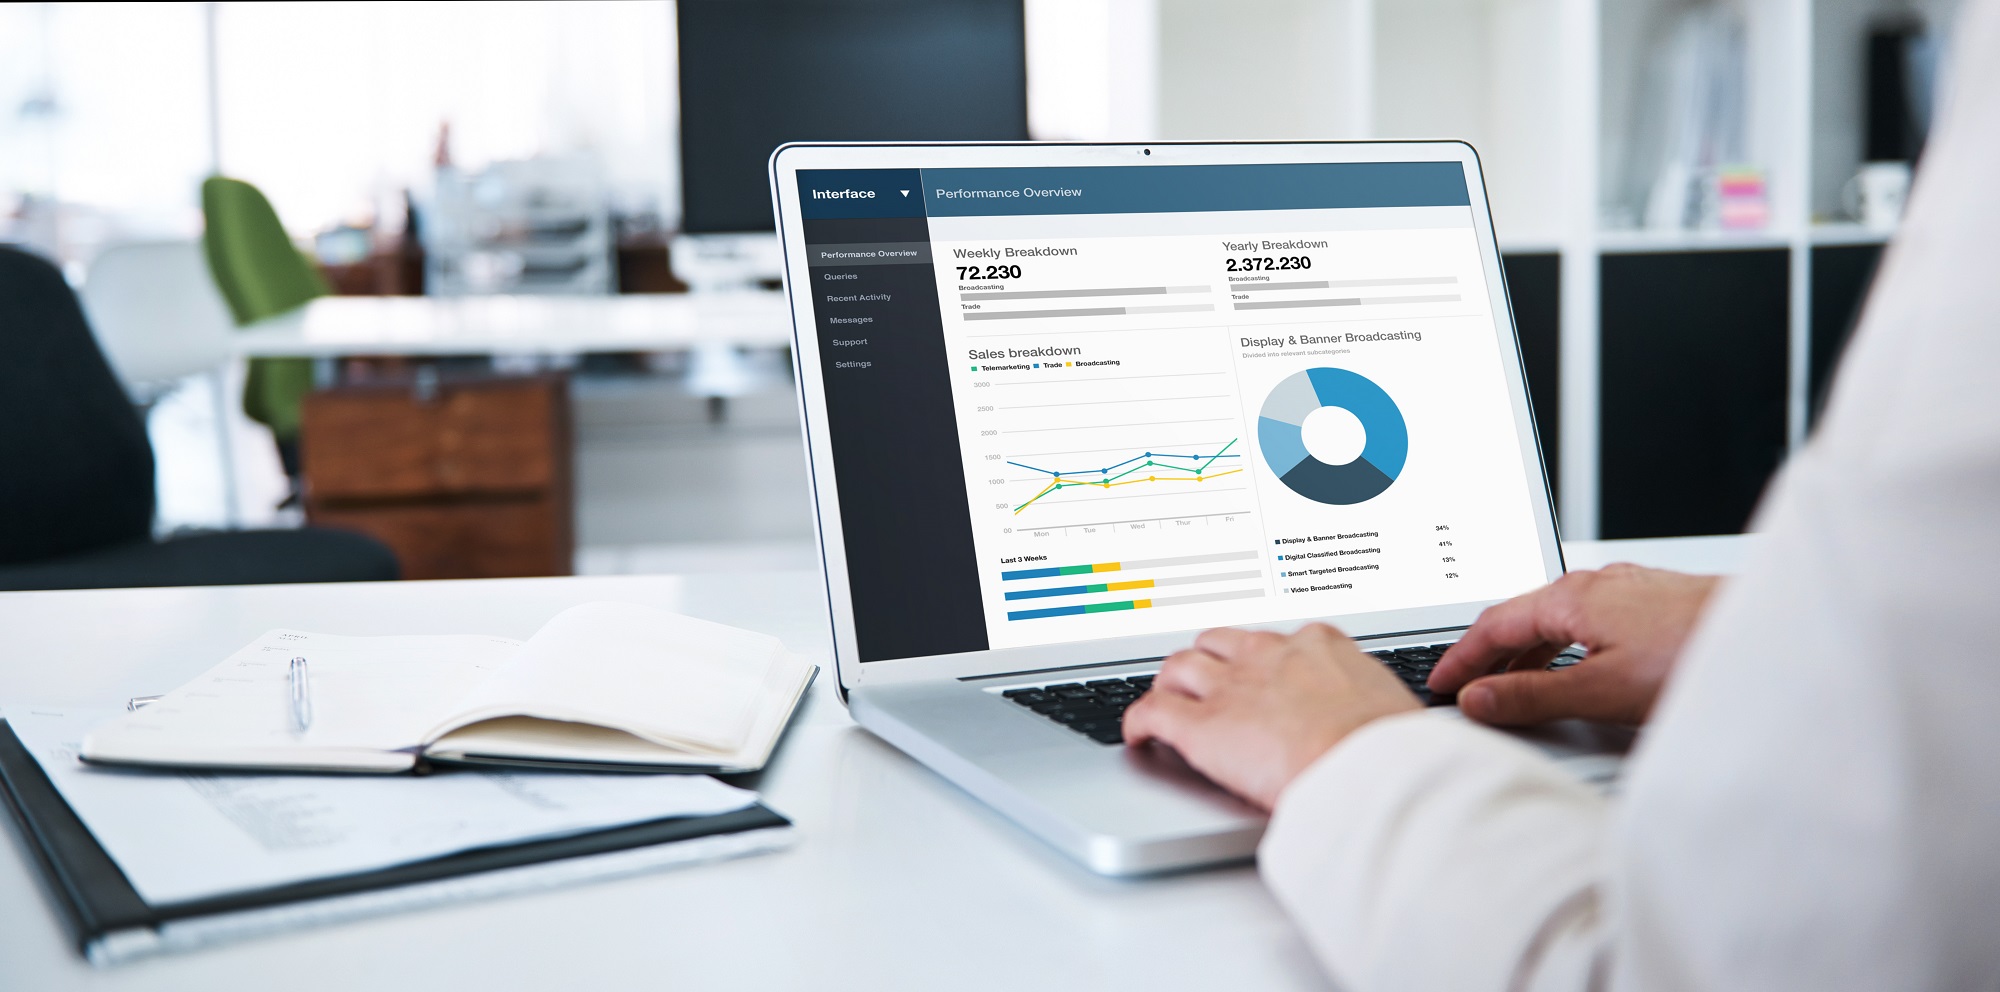 Interface
Performance Overview
Performance Overview
Queries
Recent Activity
Messages
Support
Settings
Weekly Breakdown
72.230
Broadcasting
Trade
Yearly Breakdown
2.372.230
Broadcasting
Trade
Sales breakdown
Telemarketing Trade Broadcasting
3000
2500
2000
1500
1000
500
00
Mon Tue Wed Thur Fri
Last 3 Weeks
Display & Banner Broadcasting
Divided into relevant subcategories
Display & Banner Broadcasting 34%
Digital Classified Broadcasting 41%
Smart Targeted Broadcasting 13%
Video Broadcasting 12%